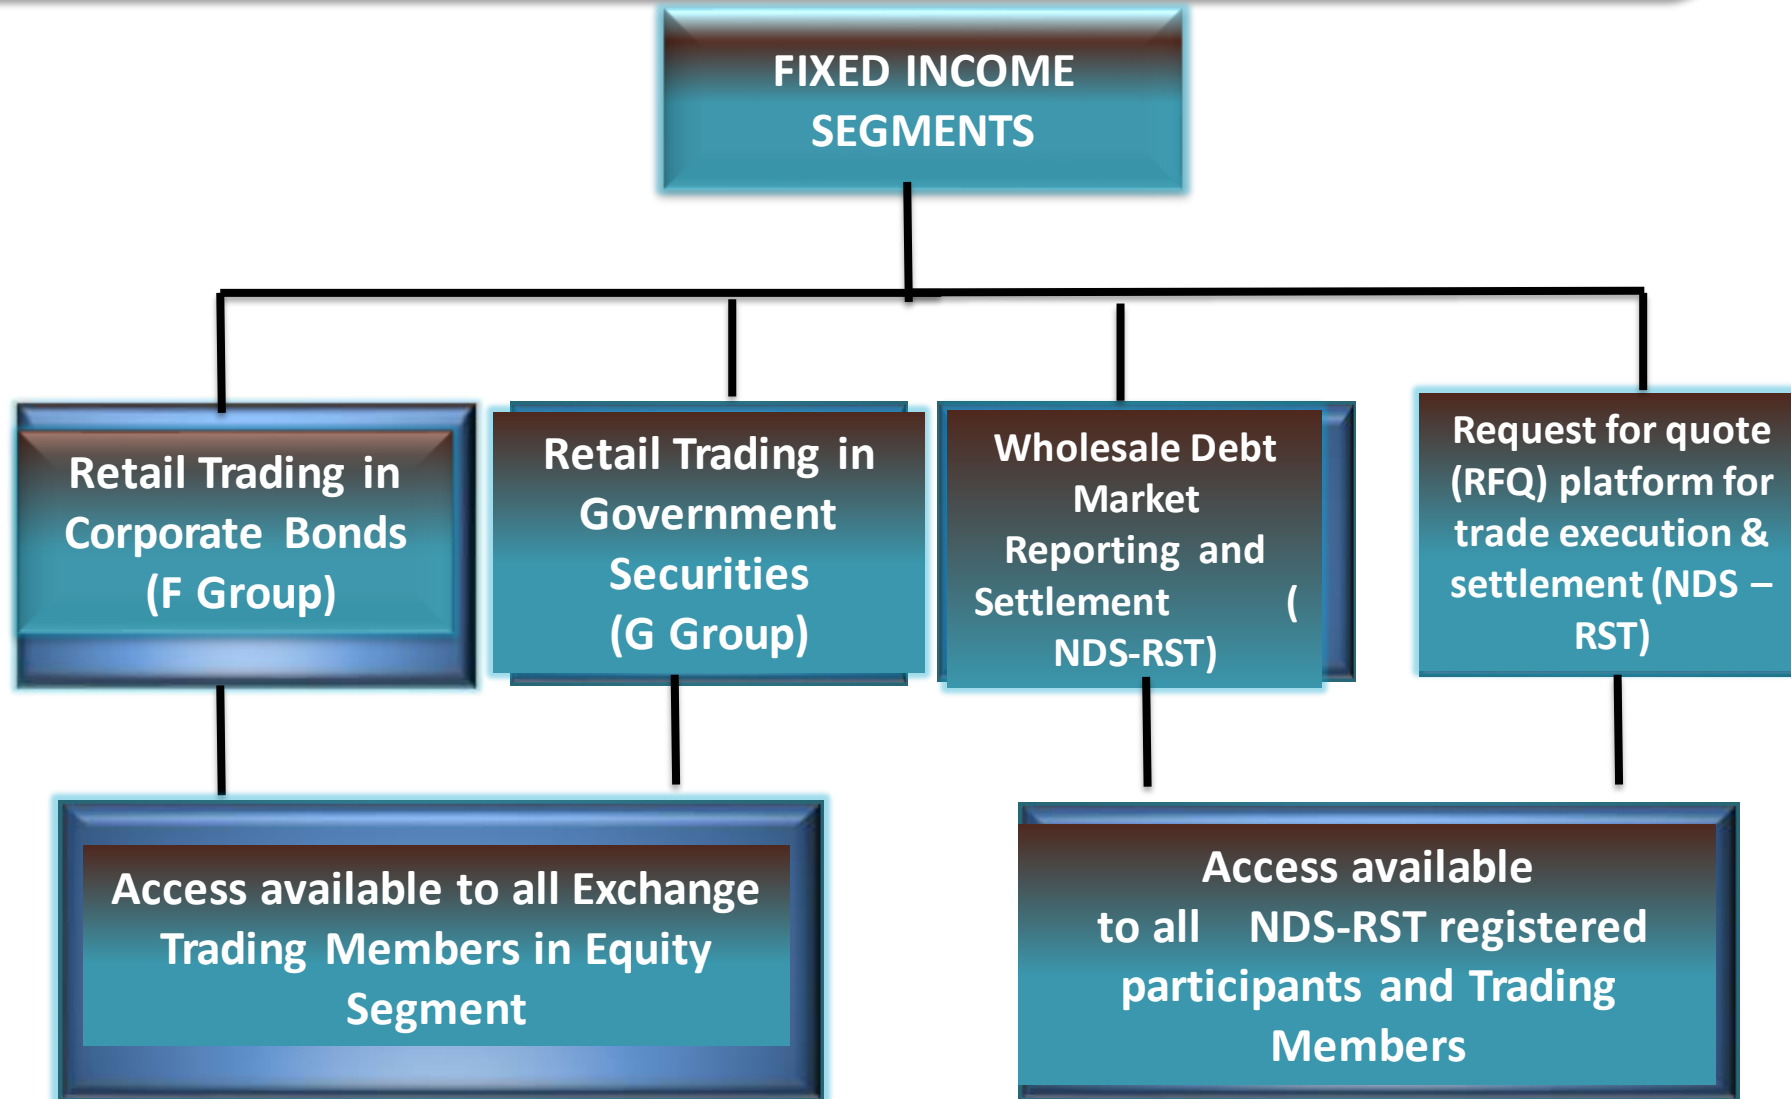 FIXED INCOME
SEGMENTS
Retail Trading in
Corporate Bonds
(F Group)
Retail Trading in
Government
Securities
(G Group)
Wholesale Debt
Market
Reporting and
Settlement (
NDS-RST)
Request for quote
(RFQ) platform for
trade execution &
settlement (NDS –
RST)
Access available to all Exchange
Trading Members in Equity
Segment
Access available
to all NDS-RST registered
participants and Trading
Members